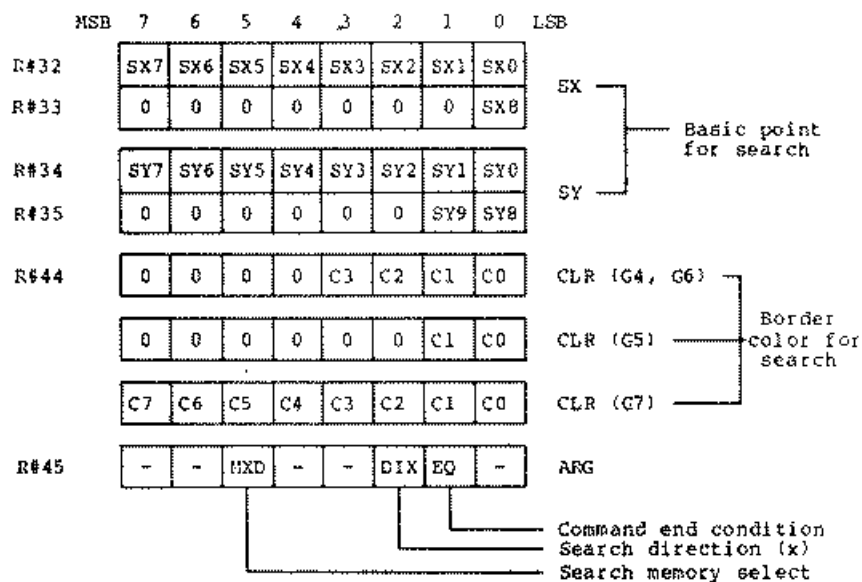 MSB 7 6 5 4 3 2 1 0 LSB
R#32 SX7 SX6 SX5 SX4 SX3 SX2 SX1 SX0
SX
R#33 0 0 0 0 0 0 0 SX8
Basic point
for search
R#34 SY7 SY6 SY5 SY4 SY3 SY2 SY1 SY0
SY
R#35 0 0 0 0 0 0 SY9 SY8
R#44 0 0 0 0 C3 C2 C1 C0 CLR (G4, G6)
0 0 0 0 0 0 C1 C0 CLR (G5)
Border
color for
search
C7 C6 C5 C4 C3 C2 C1 C0 CLR (G7)
R#45 - - MXD - - DIX EQ - ARG
Command end condition
Search direction (x)
Search memory select